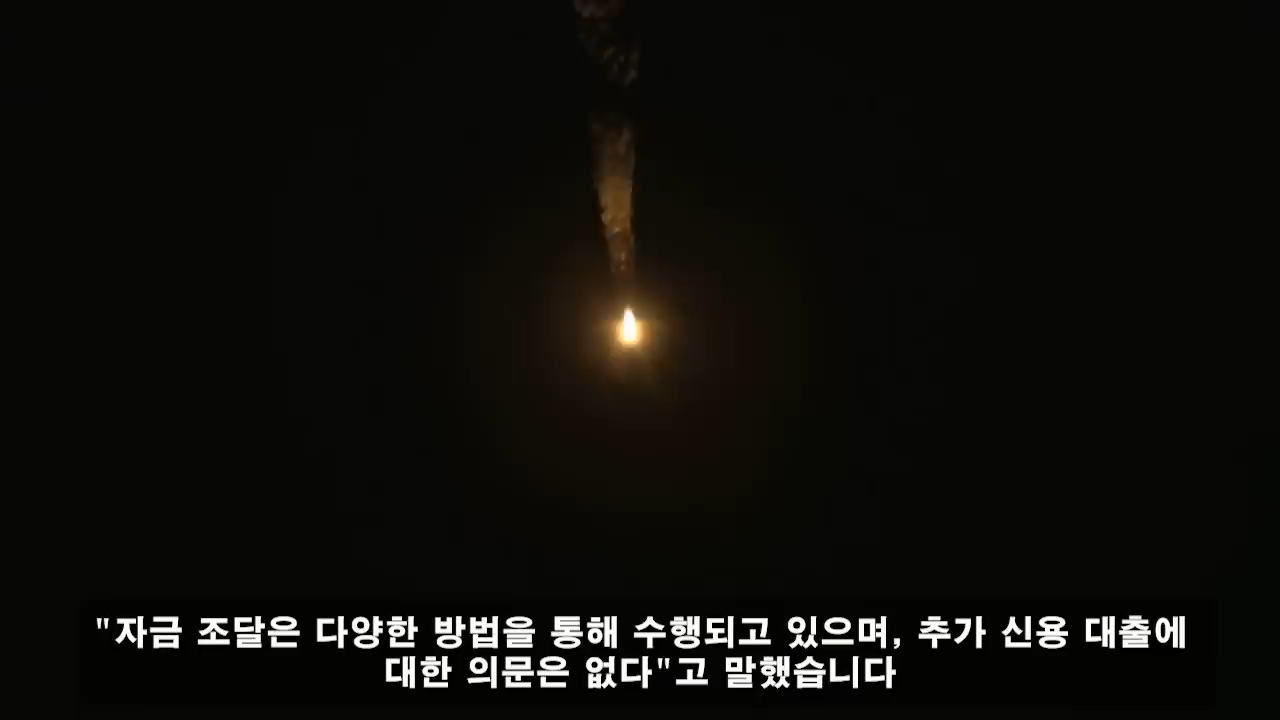 "자금 조달은 다양한 방법을 통해 수행되고 있으며, 추가 신용 대출에
대한 의문은 없다"고 말했습니다